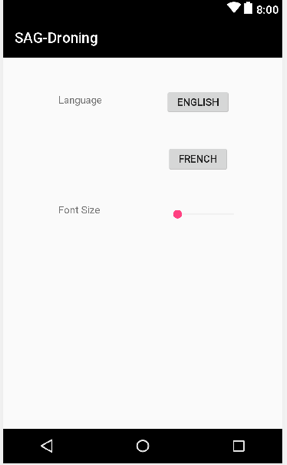 8:00
SAG-Droning
Language
ENGLISH
FRENCH
Font Size